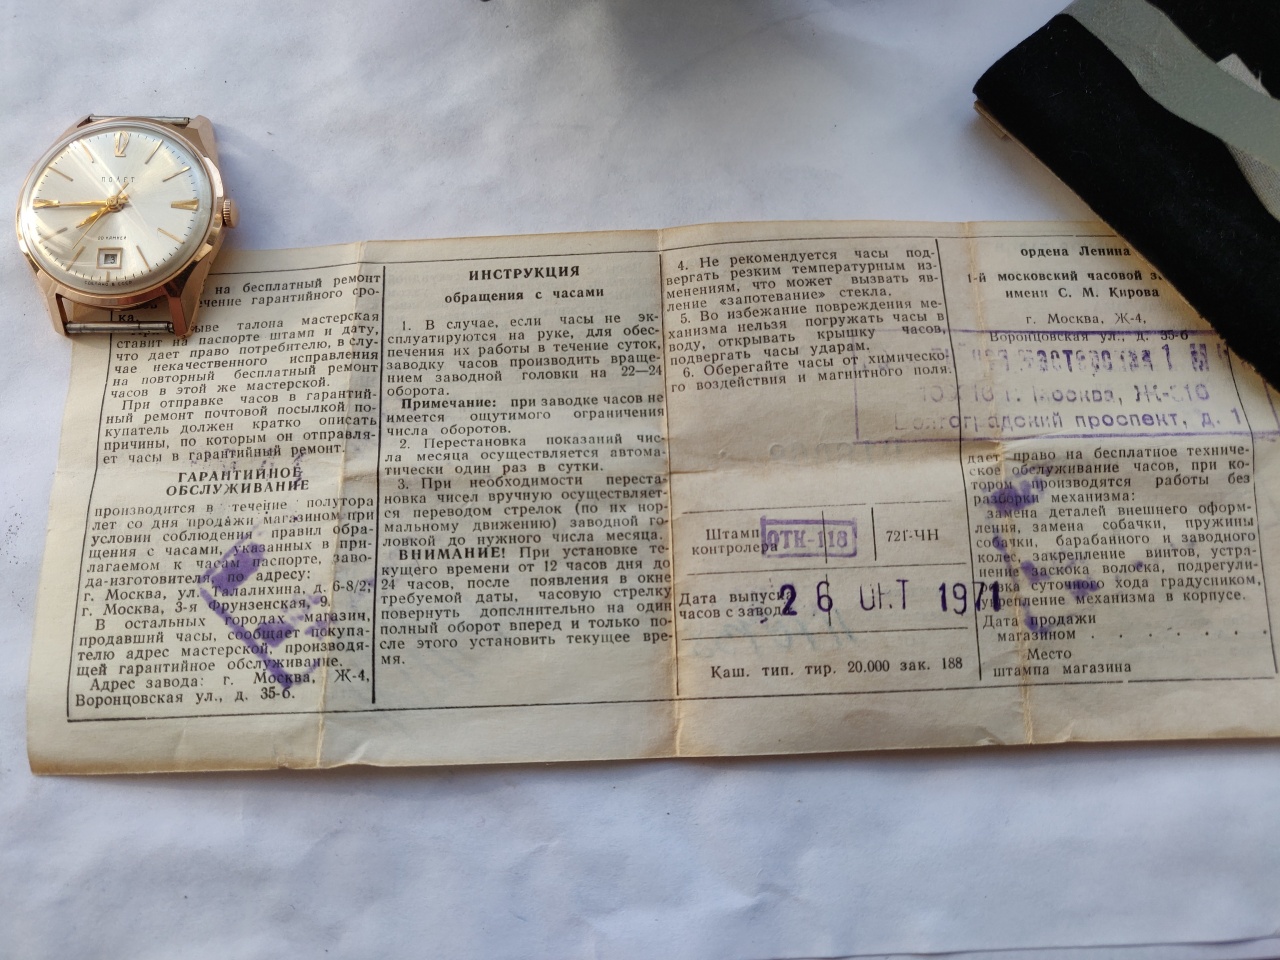 ПОЛЕТ
на бесплатный ремонт
течение гарантийного сро-
ка.
талона мастерская
ставит на паспорте штамп и дату,
что дает право потребителю, в слу-
чае некачественного исправления
на повторный бесплатный ремонт
часов в этой же мастерской.
При отправке часов в гарантий-
ный ремонт почтовой посылкой по-
купатель должен кратко описать
причины, по которым он отправля-
ет часы в гарантийный ремонт.
ГАРАНТИЙНОЕ
ОБСЛУЖИВАНИЕ
производится в течение полутора
лет со дня продажи магазином при
условии соблюдения правил обра-
щения с часами, указанных в при-
лагаемом к часам паспорте, заво-
да-изготовителя, по адресу:
г. Москва, ул. Талалихина, д. 6-8/2;
г. Москва, 3-я Фрунзенская, 9.
В остальных городах магазин,
продавший часы, сообщает покупа-
телю адрес мастерской, производя-
щей гарантийное обслуживание.
Адрес завода: г. Москва, Ж-4,
Воронцовская ул., д. 35-б.
ИНСТРУКЦИЯ
обращения с часами
1. В случае, если часы не эк-
сплуатируются на руке, для обес-
печения их работы в течение суток,
заводку часов производить враще-
нием заводной головки на 22—24
оборота.
Примечание: при заводке часов не
имеется ощутимого ограничения
числа оборотов.
2. Перестановка показаний чис-
ла месяца осуществляется автома-
тически один раз в сутки.
3. При необходимости переста-
новка чисел вручную осуществляет-
ся переводом стрелок (по их нор-
мальному движению) заводной го-
ловкой до нужного числа месяца.
ВНИМАНИЕ! При установке те-
кущего времени от 12 часов дня до
24 часов, после появления в окне
требуемой даты, часовую стрелку
повернуть дополнительно на один
полный оборот вперед и только по-
сле этого установить текущее вре-
мя.
4. Не рекомендуется часы под-
вергать резким температурным из-
менениям, что может вызвать яв-
ление «запотевание» стекла.
5. Во избежание повреждения ме-
ханизма нельзя погружать часы в
воду, открывать крышку часов,
подвергать часы ударам.
6. Оберегайте часы от химическо-
го воздействия и магнитного поля.
Штамп
контролера
ОТК-118
721-ЧН
Дата выпуска
часов с завода
26 ОКТ 1971
Каш. тип. тир. 20.000 зак. 188
ордена Ленина
1-й московский часовой
имени С. М. Кирова
г. Москва, Ж-4,
Воронцовская ул., д. 35-б
мастерская 1
г. Москва, Ж-316
Волгоградский проспект, д. 1
дает право на бесплатное техниче-
ское обслуживание часов, при ко-
тором производятся работы без
разборки механизма:
замена деталей внешнего оформ-
ления, замена собачки, пружины
собачки, барабанного и заводного
колес, закрепление винтов, устра-
нение заскока волоска, подрегули-
ровка суточного хода градусником,
укрепление механизма в корпусе.
Дата продажи
магазином . . . . . . . .
Место
штампа магазина